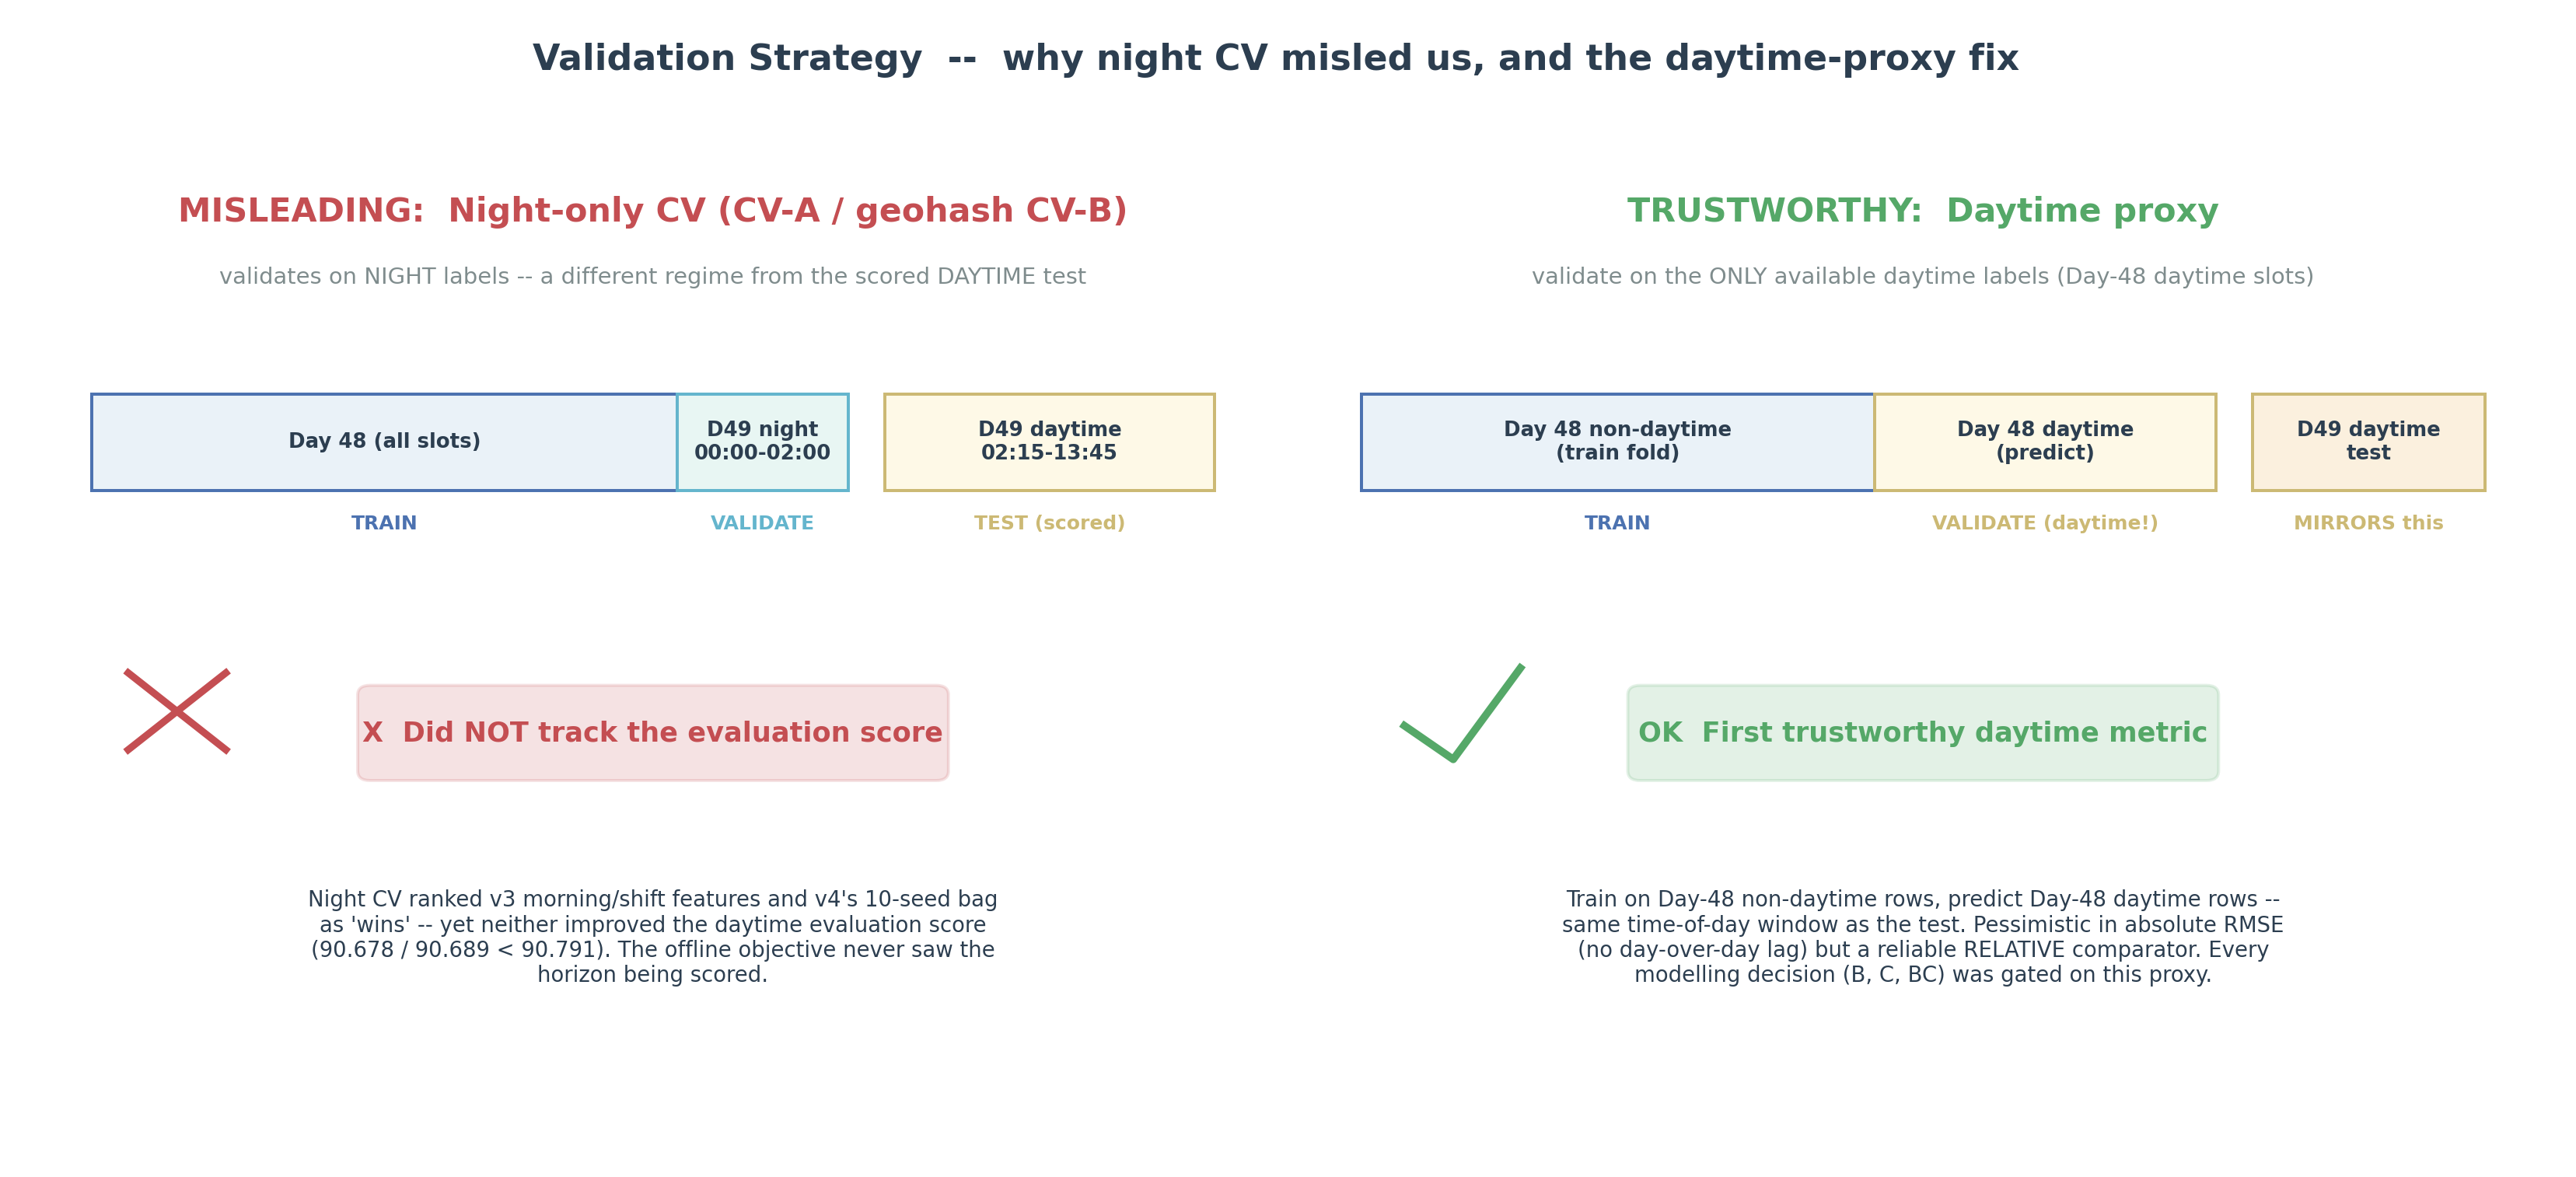 Validation Strategy -- why night CV misled us, and the daytime-proxy fix
MISLEADING: Night-only CV (CV-A / geohash CV-B)
validates on NIGHT labels -- a different regime from the scored DAYTIME test
Day 48 (all slots)
D49 night
00:00-02:00
D49 daytime
02:15-13:45
TRAIN
VALIDATE
TEST (scored)
X Did NOT track the evaluation score
Night CV ranked v3 morning/shift features and v4's 10-seed bag
as 'wins' -- yet neither improved the daytime evaluation score
(90.678 / 90.689 < 90.791). The offline objective never saw the
horizon being scored.
TRUSTWORTHY: Daytime proxy
validate on the ONLY available daytime labels (Day-48 daytime slots)
Day 48 non-daytime
(train fold)
Day 48 daytime
(predict)
D49 daytime
test
TRAIN
VALIDATE (daytime!)
MIRRORS this
OK First trustworthy daytime metric
Train on Day-48 non-daytime rows, predict Day-48 daytime rows --
same time-of-day window as the test. Pessimistic in absolute RMSE
(no day-over-day lag) but a reliable RELATIVE comparator. Every
modelling decision (B, C, BC) was gated on this proxy.